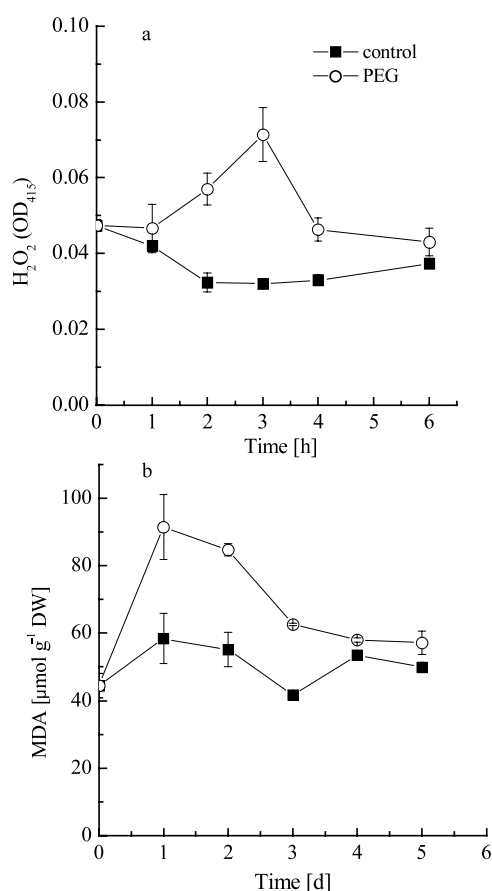 a
control
PEG
H₂O₂ (OD₄₁₅)
0.10
0.08
0.06
0.04
0.02
0.00
0 1 2 3 4 5 6
Time [h]
b
MDA [µmol g⁻¹ DW]
100
80
60
40
20
0
0 1 2 3 4 5 6
Time [d]